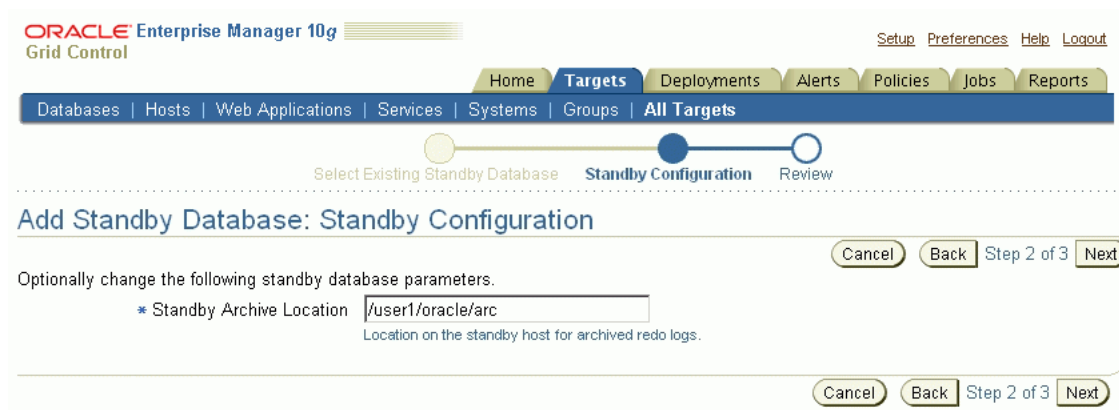 ORACLE Enterprise Manager 10g
Grid Control
Setup Preferences Help Logout
Home Targets Deployments Alerts Policies Jobs Reports
Databases | Hosts | Web Applications | Services | Systems | Groups | All Targets
Select Existing Standby Database Standby Configuration Review
Add Standby Database: Standby Configuration
Cancel Back Step 2 of 3 Next
Optionally change the following standby database parameters.
* Standby Archive Location /user1/oracle/arc
Location on the standby host for archived redo logs.
Cancel Back Step 2 of 3 Next